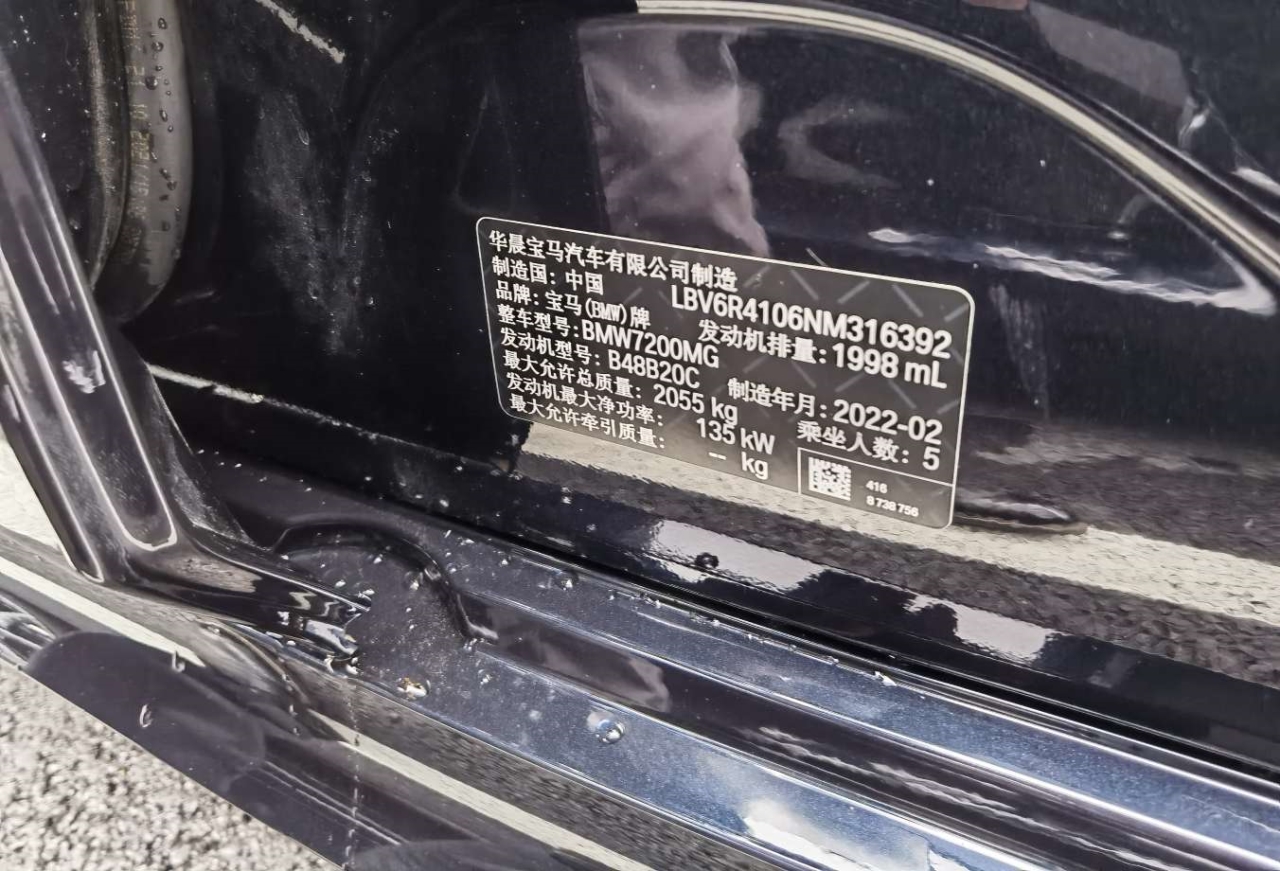 华晨宝马汽车有限公司制造
制造国: 中国
LBV6R4106NM316392
品牌: 宝马(BMW)牌
发动机排量: 1998 mL
整车型号: BMW7200MG
发动机型号: B48B20C
制造年月: 2022-02
最大允许总质量: 2055 kg
乘坐人数: 5
发动机最大净功率: 135 kW
最大允许牵引质量: -- kg
416
8 738 756